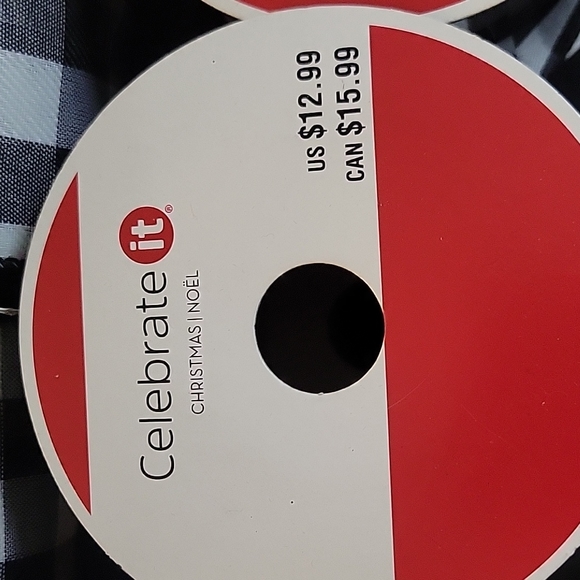 Celebrate it®
CHRISTMAS | NOËL
US $12.99
CAN $15.99